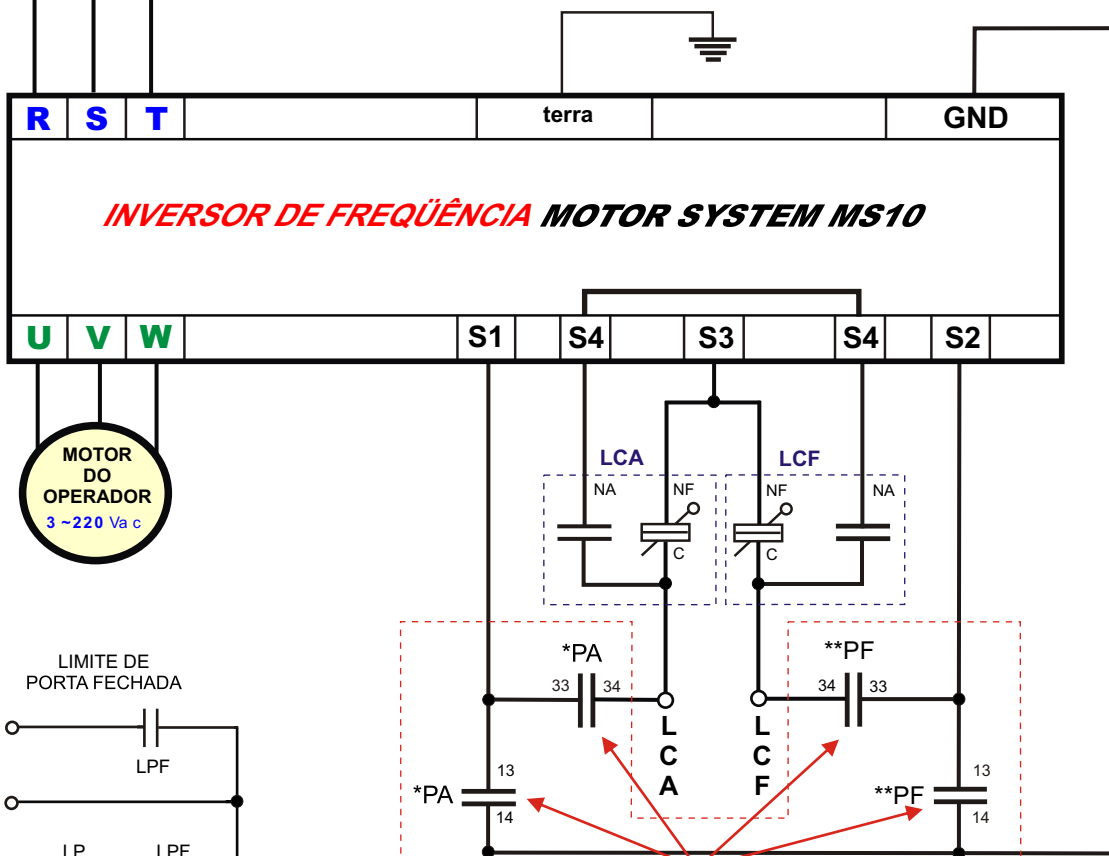 R S T terra GND
INVERSOR DE FREQÜÊNCIA MOTOR SYSTEM MS10
U V W S1 S4 S3 S4 S2
MOTOR
DO
OPERADOR
3 ~220 Va c
LCA LCF
NA NF NF NA
C C
LIMITE DE
PORTA FECHADA
LPF
*PA **PF
33 34 34 33
L
C
A
L
C
F
*PA 13
14
**PF 13
14
LP LPF